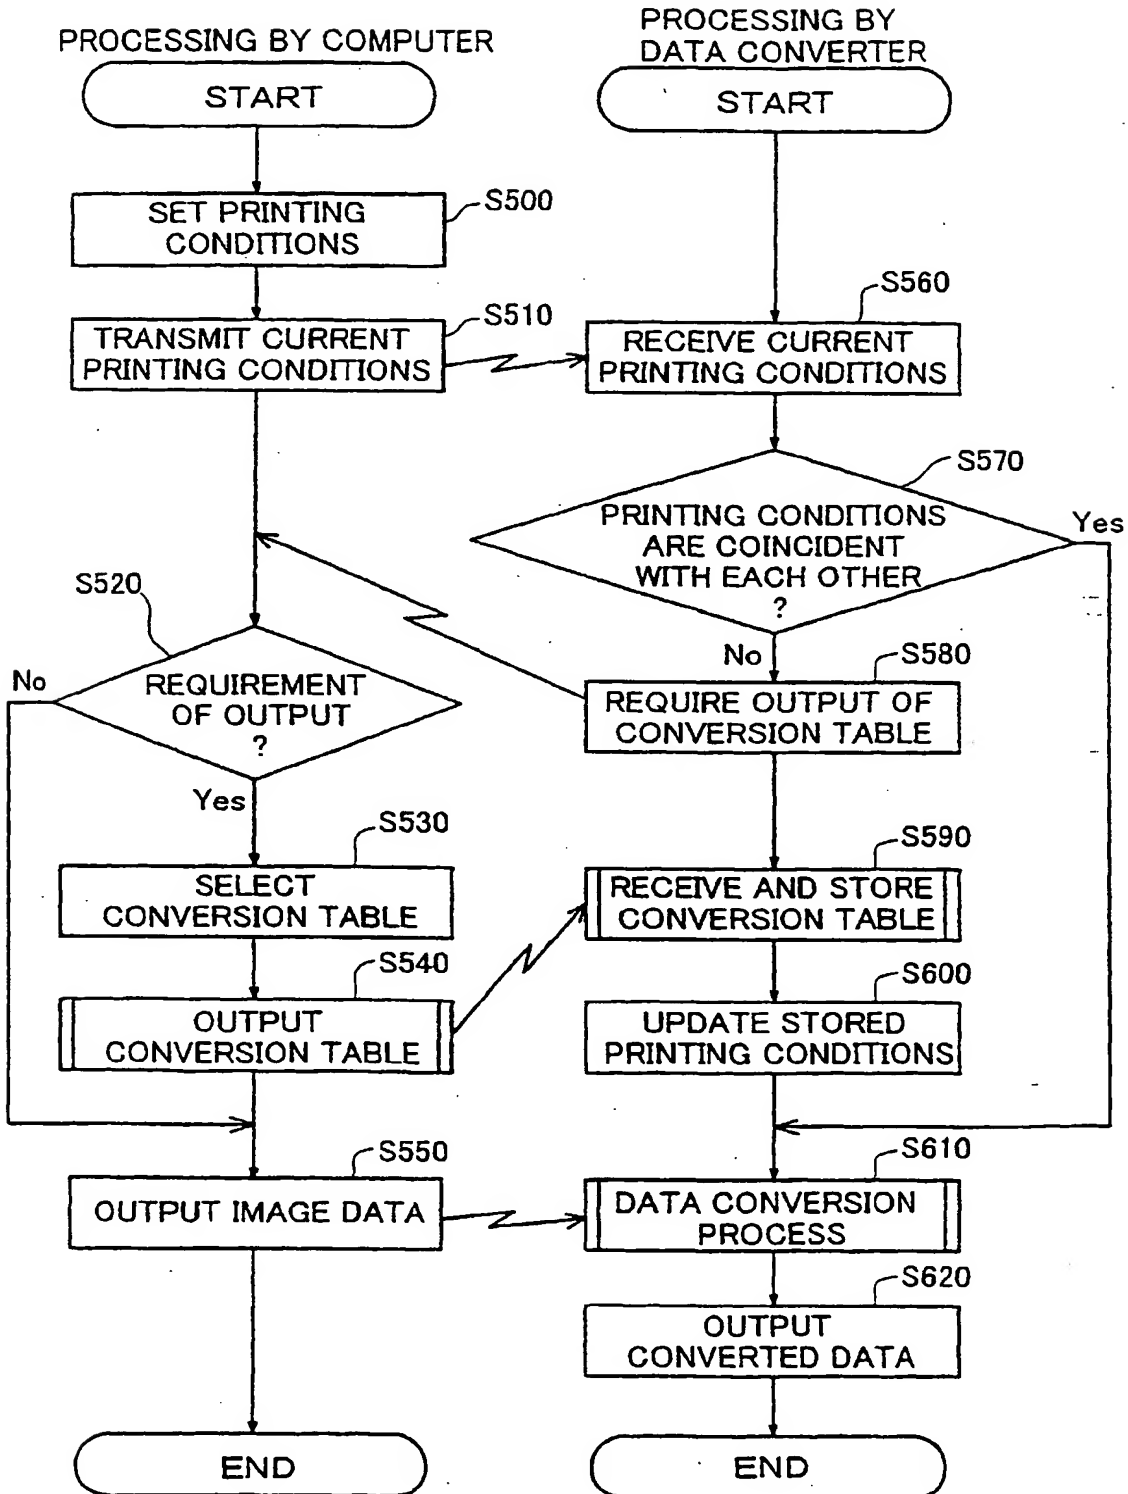 PROCESSING BY COMPUTER
START
SET PRINTING
CONDITIONS
S500
TRANSMIT CURRENT
PRINTING CONDITIONS
S510
S520
REQUIREMENT
OF OUTPUT
?
No
Yes
S530
SELECT
CONVERSION TABLE
S540
OUTPUT
CONVERSION TABLE
S550
OUTPUT IMAGE DATA
END
PROCESSING BY
DATA CONVERTER
START
S560
RECEIVE CURRENT
PRINTING CONDITIONS
S570
PRINTING CONDITIONS
ARE COINCIDENT
WITH EACH OTHER
?
Yes
No
S580
REQUIRE OUTPUT OF
CONVERSION TABLE
S590
RECEIVE AND STORE
CONVERSION TABLE
S600
UPDATE STORED
PRINTING CONDITIONS
S610
DATA CONVERSION
PROCESS
S620
OUTPUT
CONVERTED DATA
END